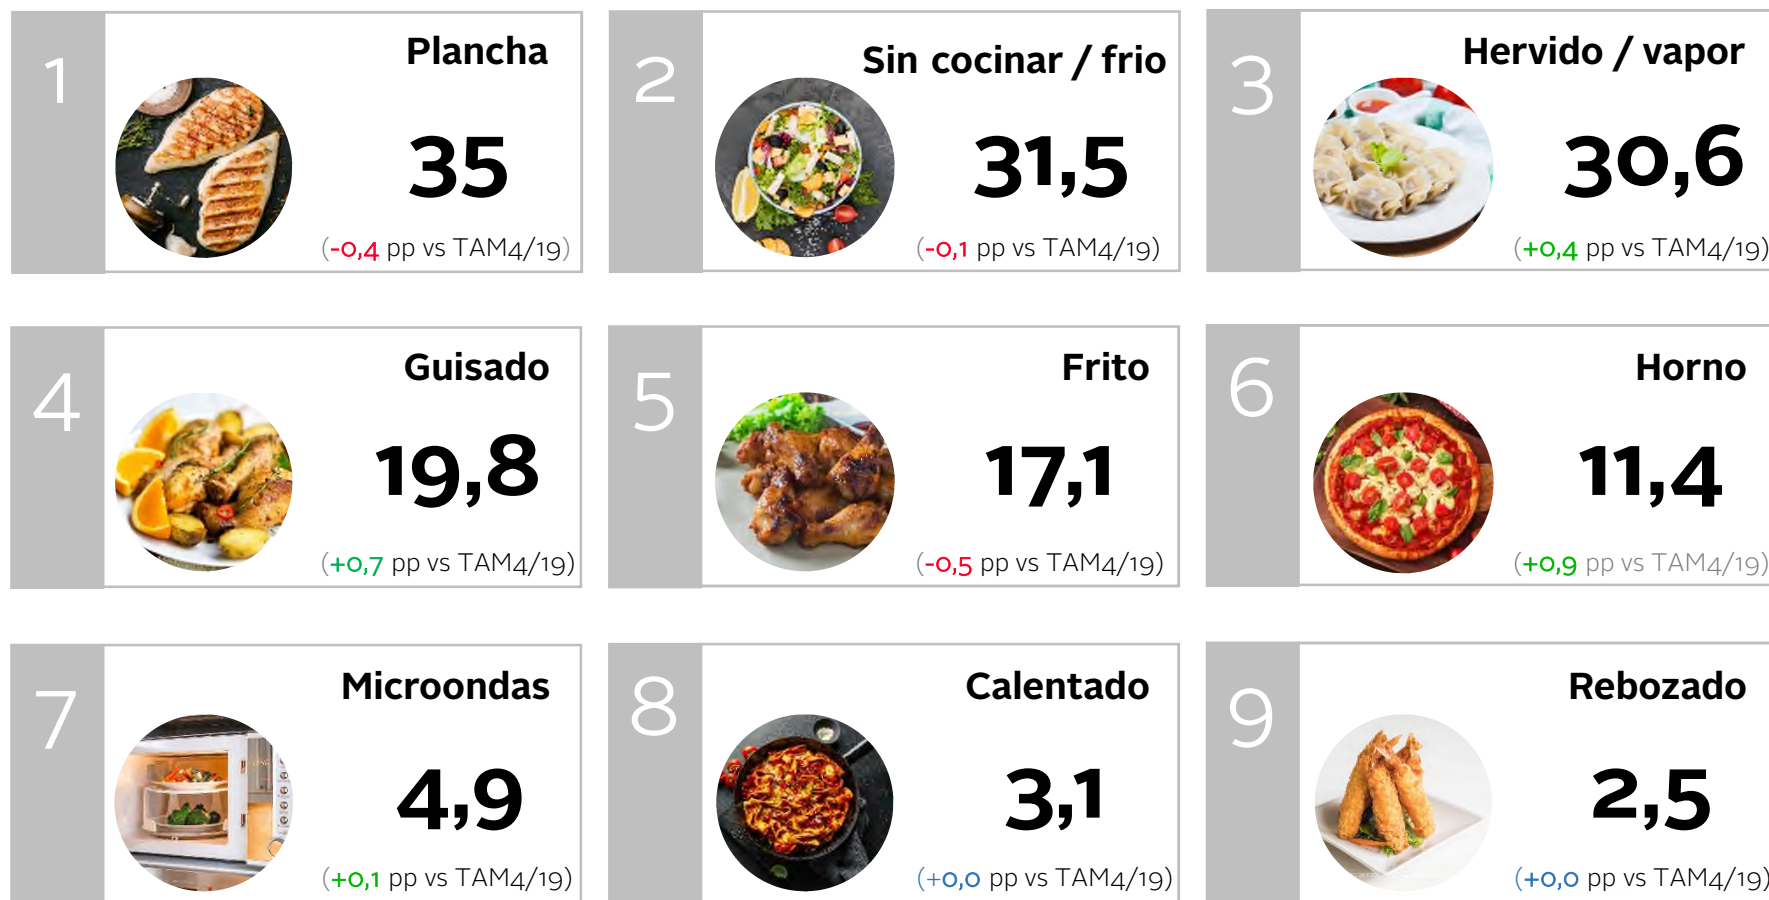 1
Plancha
35
(-0,4 pp vs TAM4/19)
2
Sin cocinar / frio
31,5
(-0,1 pp vs TAM4/19)
3
Hervido / vapor
30,6
(+0,4 pp vs TAM4/19)
4
Guisado
19,8
(+0,7 pp vs TAM4/19)
5
Frito
17,1
(-0,5 pp vs TAM4/19)
6
Horno
11,4
(+0,9 pp vs TAM4/19)
7
Microondas
4,9
(+0,1 pp vs TAM4/19)
8
Calentado
3,1
(+0,0 pp vs TAM4/19)
9
Rebozado
2,5
(+0,0 pp vs TAM4/19)